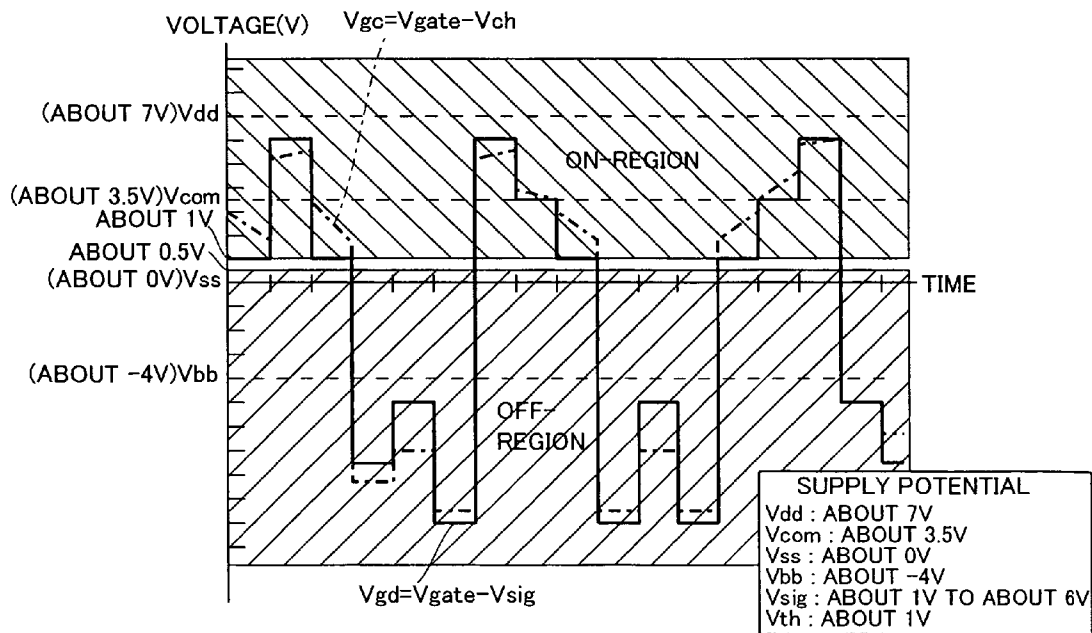 VOLTAGE(V)
Vgc=Vgate-Vch
(ABOUT 7V)Vdd
ON-REGION
(ABOUT 3.5V)Vcom
ABOUT 1V
ABOUT 0.5V
(ABOUT 0V)Vss
TIME
(ABOUT -4V)Vbb
OFF-
REGION
Vgd=Vgate-Vsig
SUPPLY POTENTIAL
Vdd : ABOUT 7V
Vcom : ABOUT 3.5V
Vss : ABOUT 0V
Vbb : ABOUT -4V
Vsig : ABOUT 1V TO ABOUT 6V
Vth : ABOUT 1V